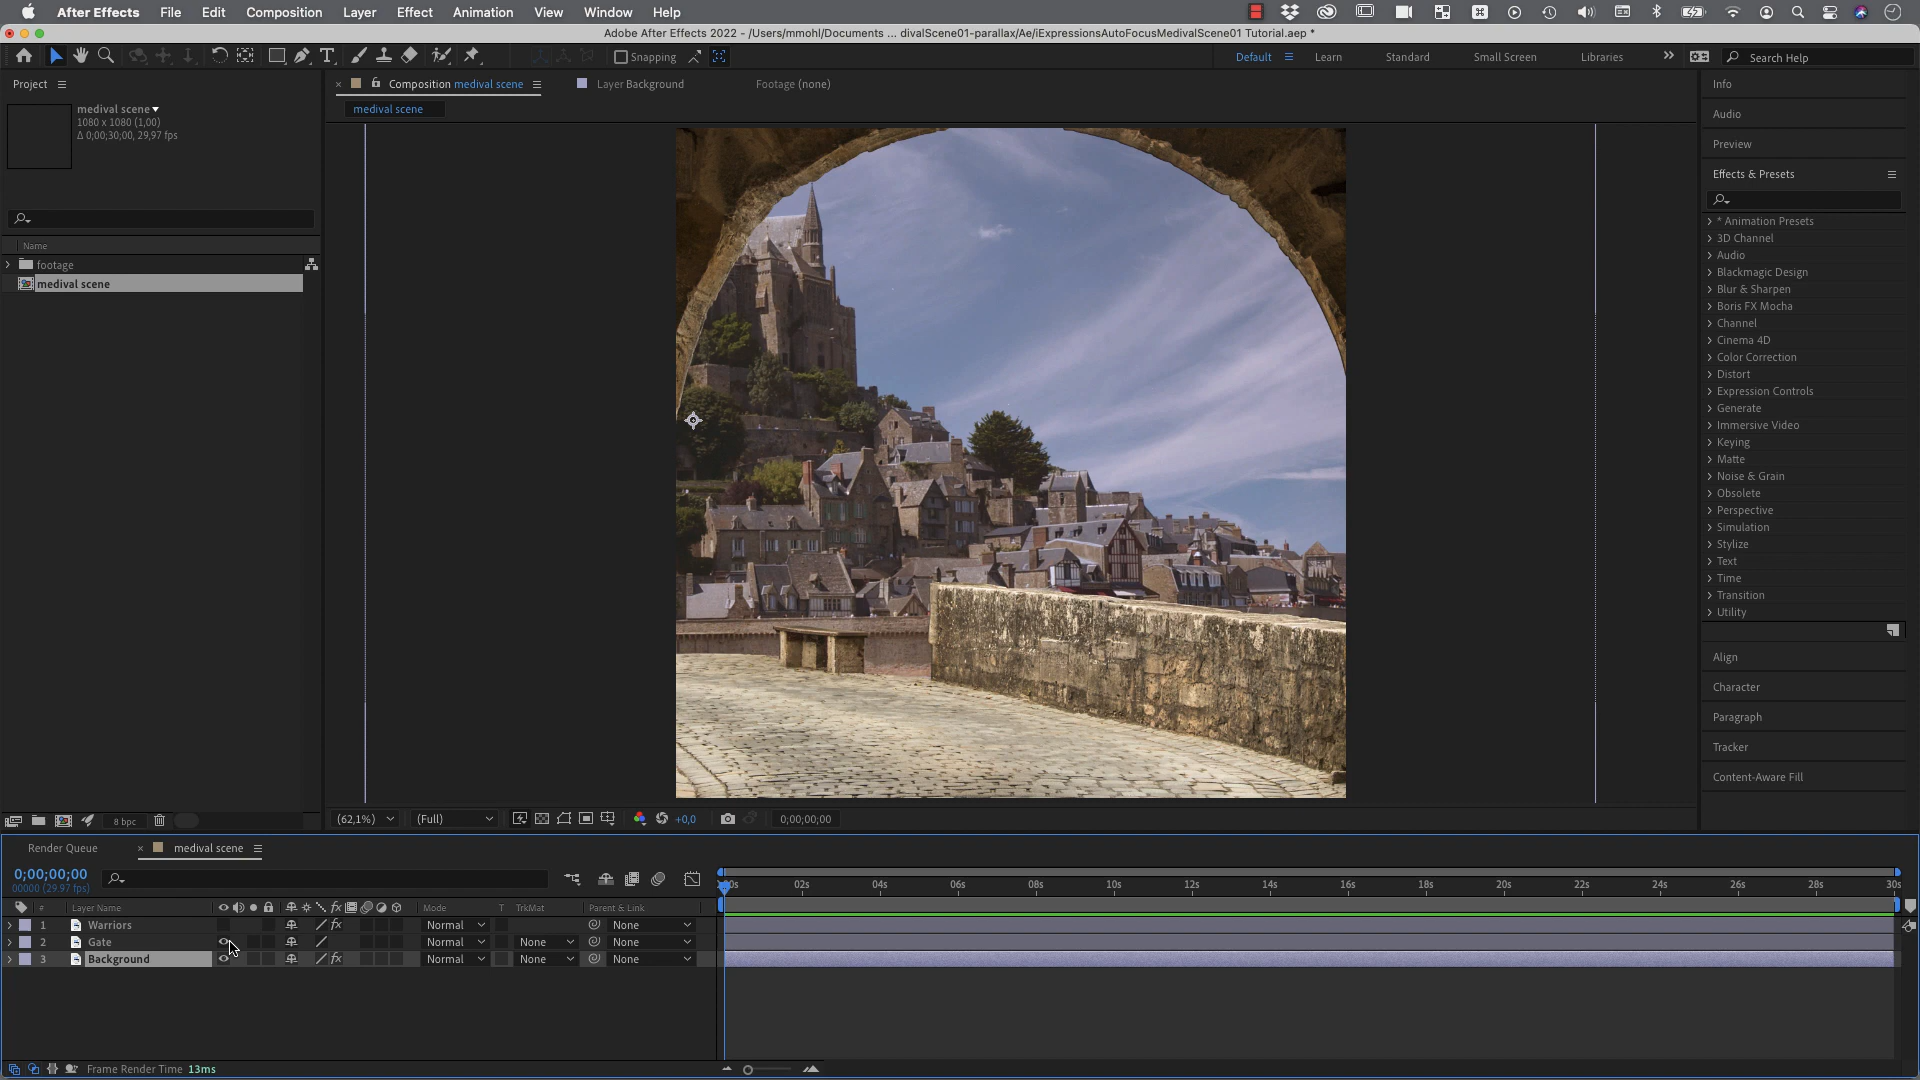 After Effects File Edit Composition Layer Effect Animation View Window Help
Adobe After Effects 2022 - /Users/mmohl/Documents ... divalScene01-parallax/Ae/iExpressionsAutoFocusMedivalScene01 Tutorial.aep *
Snapping Default Learn Standard Small Screen Libraries Search Help
Project Composition medival scene Layer Background Footage (none) Info
medival scene
1080 x 1080 (1,00)
Δ 0;00;30;00, 29,97 fps
medival scene
Audio
Preview
Effects & Presets
Name
footage
medival scene
* Animation Presets
3D Channel
Audio
Blackmagic Design
Blur & Sharpen
Boris FX Mocha
Channel
Cinema 4D
Color Correction
Distort
Expression Controls
Generate
Immersive Video
Keying
Matte
Noise & Grain
Obsolete
Perspective
Simulation
Stylize
Text
Time
Transition
Utility
Align
Character
Paragraph
Tracker
Content-Aware Fill
8 bpc (62,1%) (Full) +0,0 0;00;00;00
Render Queue medival scene
0;00;00;00
00000 (29.97 fps)
02s 04s 06s 08s 10s 12s 14s 16s 18s 20s 22s 24s 26s 28s 30s
# Layer Name Mode T TrkMat Parent & Link
1 Warriors Normal None
2 Gate Normal None None
3 Background Normal None None
Frame Render Time 13ms